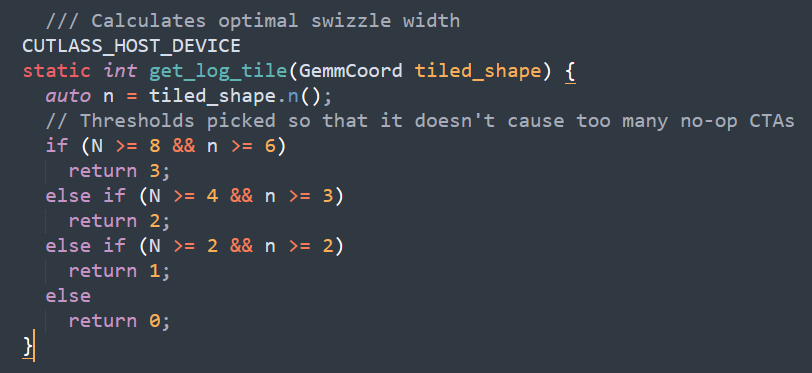 /// Calculates optimal swizzle width
CUTLASS_HOST_DEVICE
static int get_log_tile(GemmCoord tiled_shape) {
auto n = tiled_shape.n();
// Thresholds picked so that it doesn't cause too many no-op CTAs
if (N >= 8 && n >= 6)
return 3;
else if (N >= 4 && n >= 3)
return 2;
else if (N >= 2 && n >= 2)
return 1;
else
return 0;
}